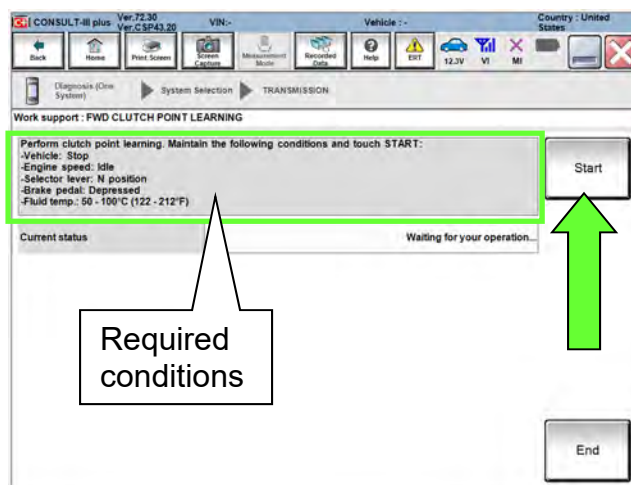 CONSULT-III plus Ver.72.30 VIN:- Vehicle : - Country : United
Ver.CSP43.20 States
Back Home Print Screen Screen Capture Measurement Mode Recorded Data Help ERT 12.3V VI MI
Diagnosis (One System) System Selection TRANSMISSION
Work support : FWD CLUTCH POINT LEARNING
Perform clutch point learning. Maintain the following conditions and touch START:
-Vehicle: Stop
-Engine speed: Idle
-Selector lever: N position
-Brake pedal: Depressed
-Fluid temp.: 50 - 100°C (122 - 212°F)
Start
Current status Waiting for your operation...
Required
conditions
End